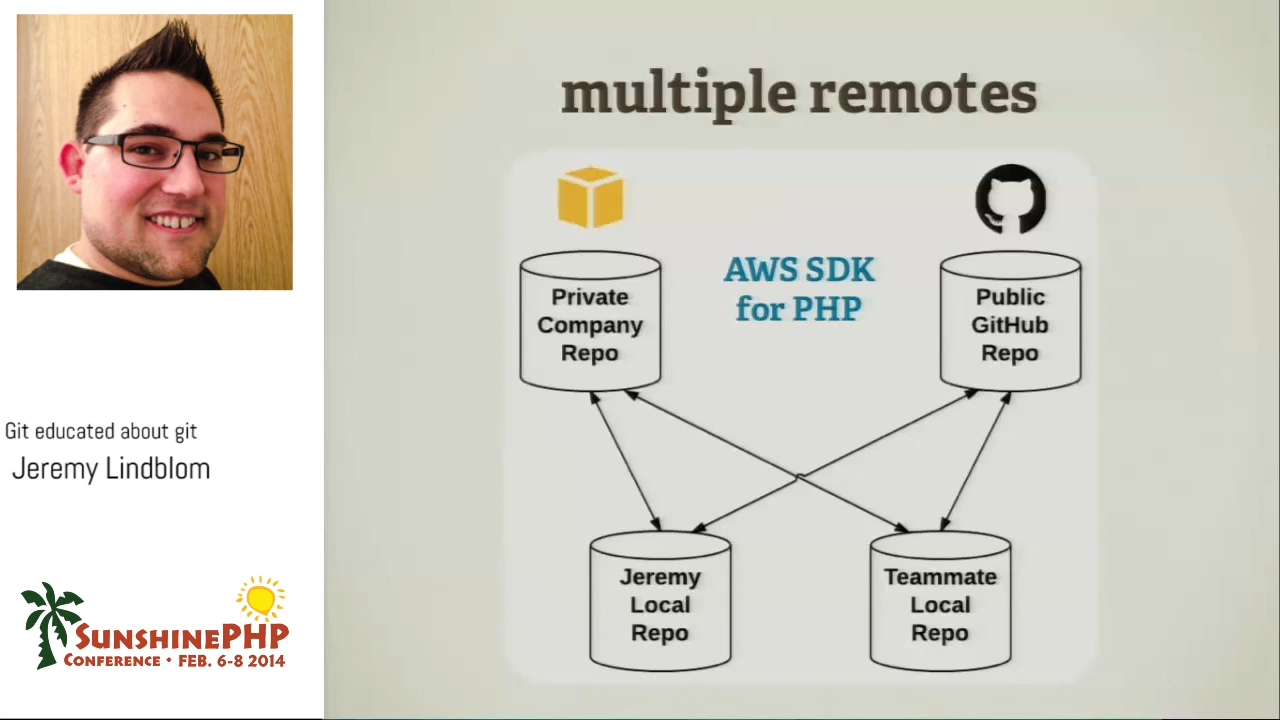 multiple remotes
AWS SDK
for PHP
Private
Company
Repo
Public
GitHub
Repo
Jeremy
Local
Repo
Teammate
Local
Repo
Git educated about git
Jeremy Lindblom
SunshinePHP
Conference • Feb. 6-8 2014